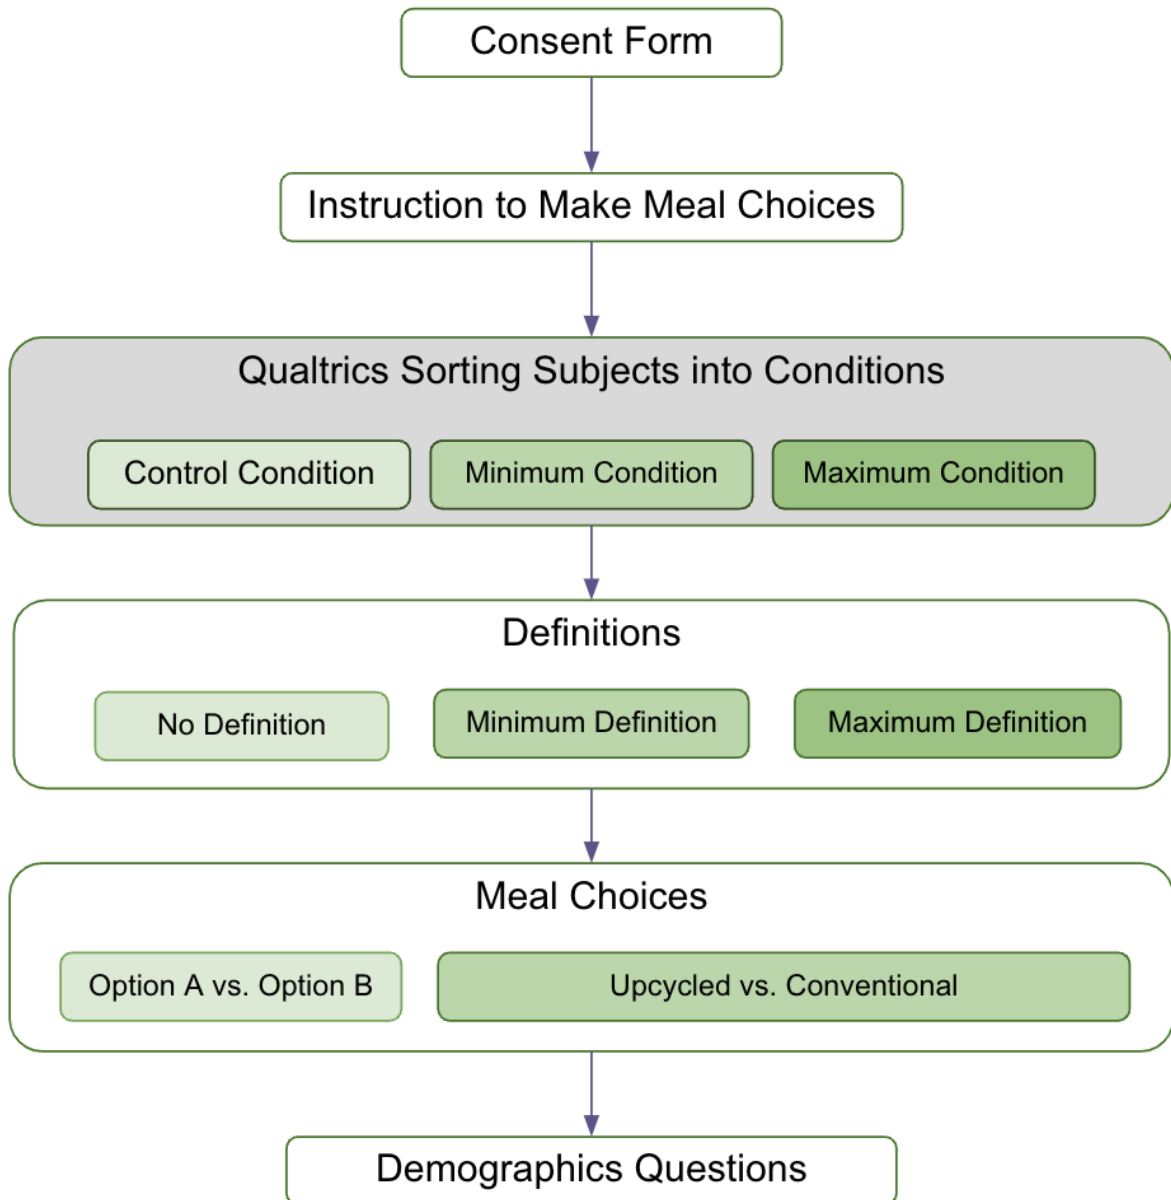 Consent Form
Instruction to Make Meal Choices
Qualtrics Sorting Subjects into Conditions
Control Condition
Minimum Condition
Maximum Condition
Definitions
No Definition
Minimum Definition
Maximum Definition
Meal Choices
Option A vs. Option B
Upcycled vs. Conventional
Demographics Questions